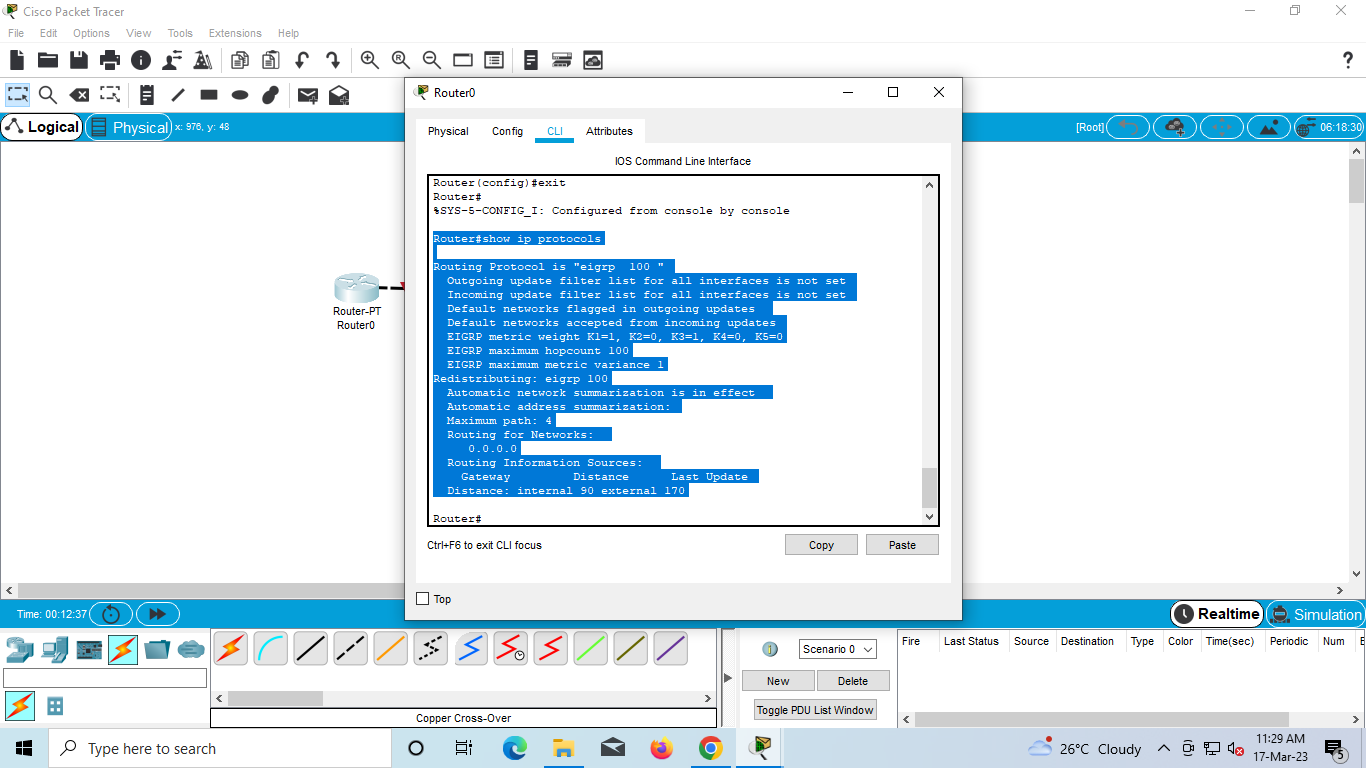 Cisco Packet Tracer
File Edit Options View Tools Extensions Help
?
Logical Physical x: 976, y: 48
[Root] 06:18:30
Router-PT
Router0
Router0
Physical Config CLI Attributes
IOS Command Line Interface
Router(config)#exit
Router#
%SYS-5-CONFIG_I: Configured from console by console
Router#show ip protocols
Routing Protocol is "eigrp  100 "
  Outgoing update filter list for all interfaces is not set
  Incoming update filter list for all interfaces is not set
  Default networks flagged in outgoing updates
  Default networks accepted from incoming updates
  EIGRP metric weight K1=1, K2=0, K3=1, K4=0, K5=0
  EIGRP maximum hopcount 100
  EIGRP maximum metric variance 1
Redistributing: eigrp 100
  Automatic network summarization is in effect
  Automatic address summarization:
  Maximum path: 4
  Routing for Networks:
     0.0.0.0
  Routing Information Sources:
    Gateway         Distance      Last Update
  Distance: internal 90 external 170
Router#
Ctrl+F6 to exit CLI focus
Copy Paste
Top
Time: 00:12:37
Realtime Simulation
Scenario 0
New Delete
Toggle PDU List Window
Fire Last Status Source Destination Type Color Time(sec) Periodic Num E
Copper Cross-Over
Type here to search
26°C Cloudy
11:29 AM
17-Mar-23
5